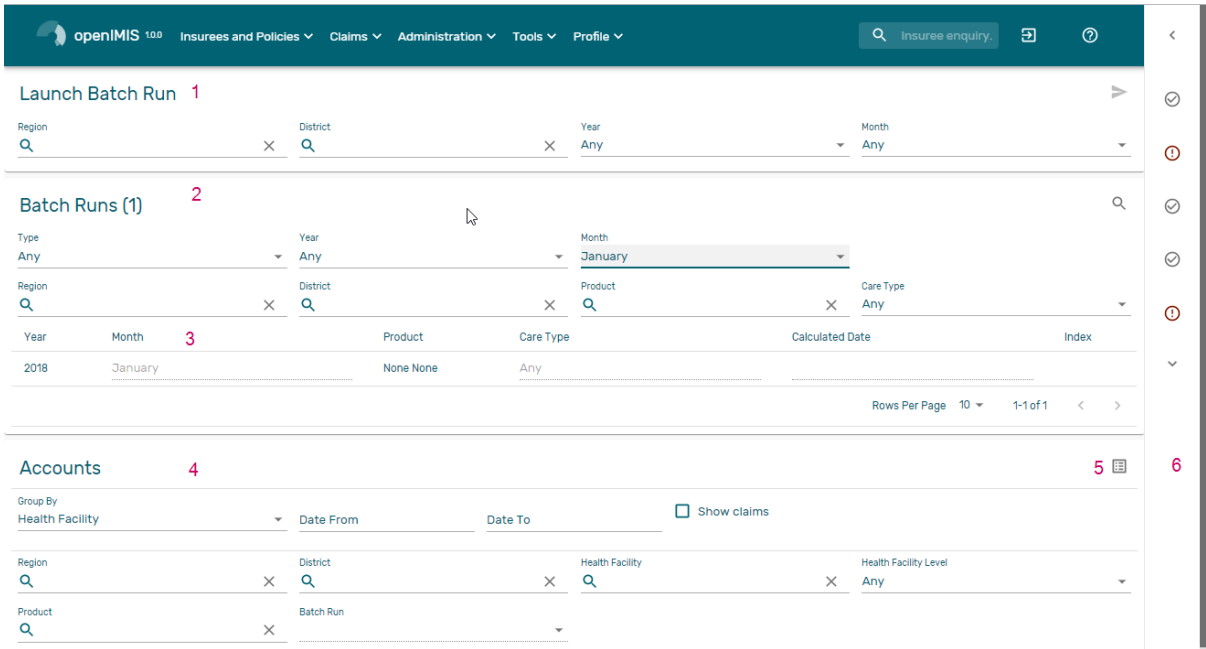 openIMIS 1.0.0 Insurees and Policies Claims Administration Tools Profile Insuree enquiry.
Launch Batch Run 1
Region District Year Month
Any Any
Batch Runs (1) 2
Type Year Month
Any Any January
Region District Product Care Type
Any
Year Month 3 Product Care Type Calculated Date Index
2018 January None None Any
Rows Per Page 10 1-1 of 1
Accounts 4 5 6
Group By
Health Facility Date From Date To Show claims
Region District Health Facility Health Facility Level
Any
Product Batch Run